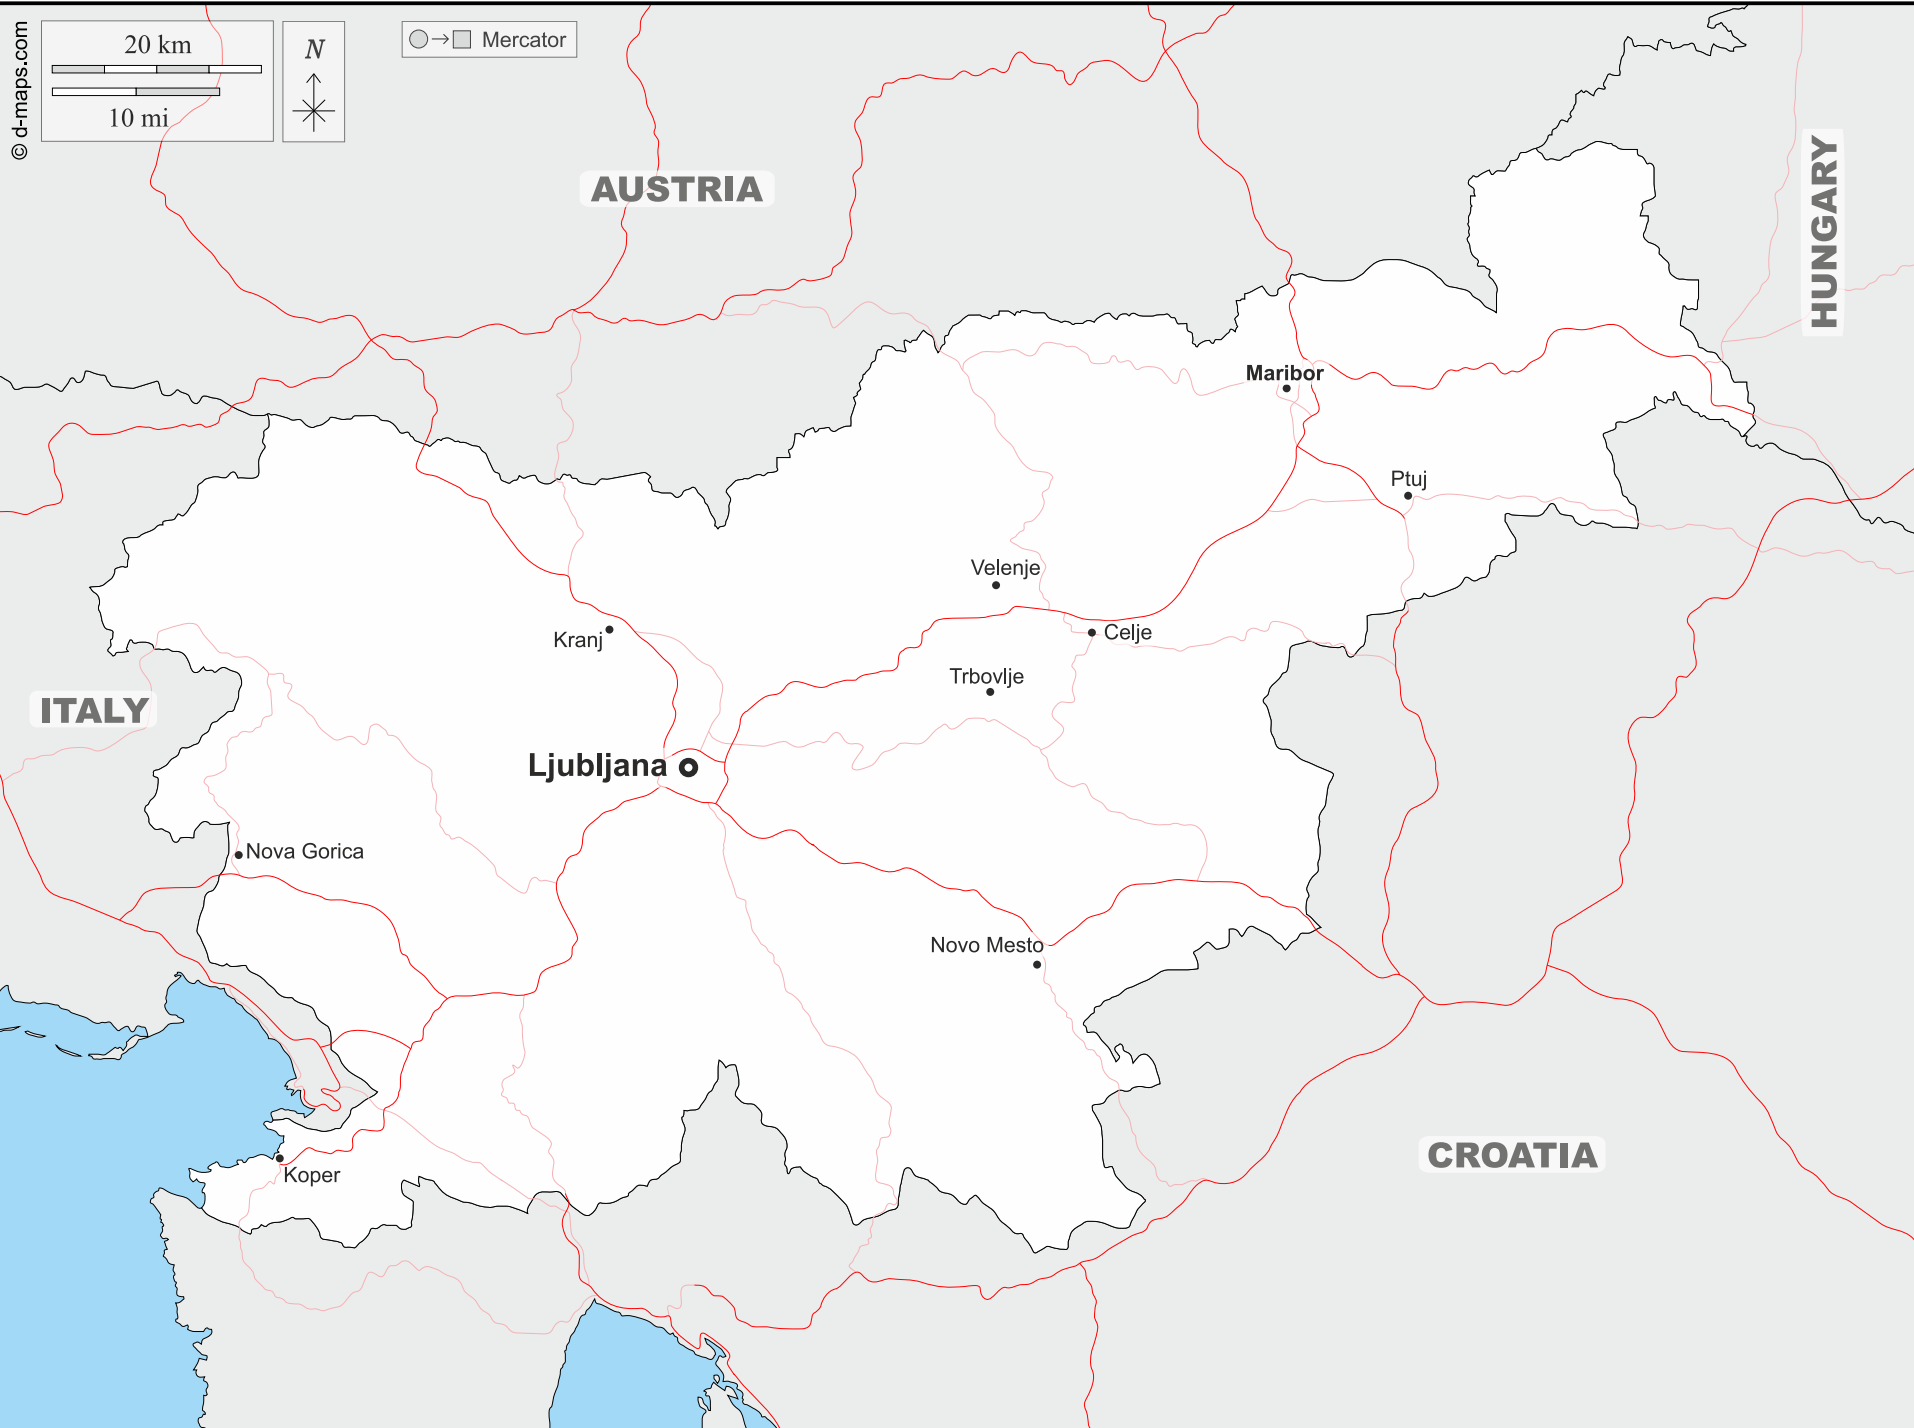 © d-maps.com
20 km
10 mi
N
Mercator
AUSTRIA
HUNGARY
Maribor
Ptuj
Velenje
Kranj
Celje
Trbovlje
ITALY
Ljubljana
Nova Gorica
Novo Mesto
CROATIA
Koper